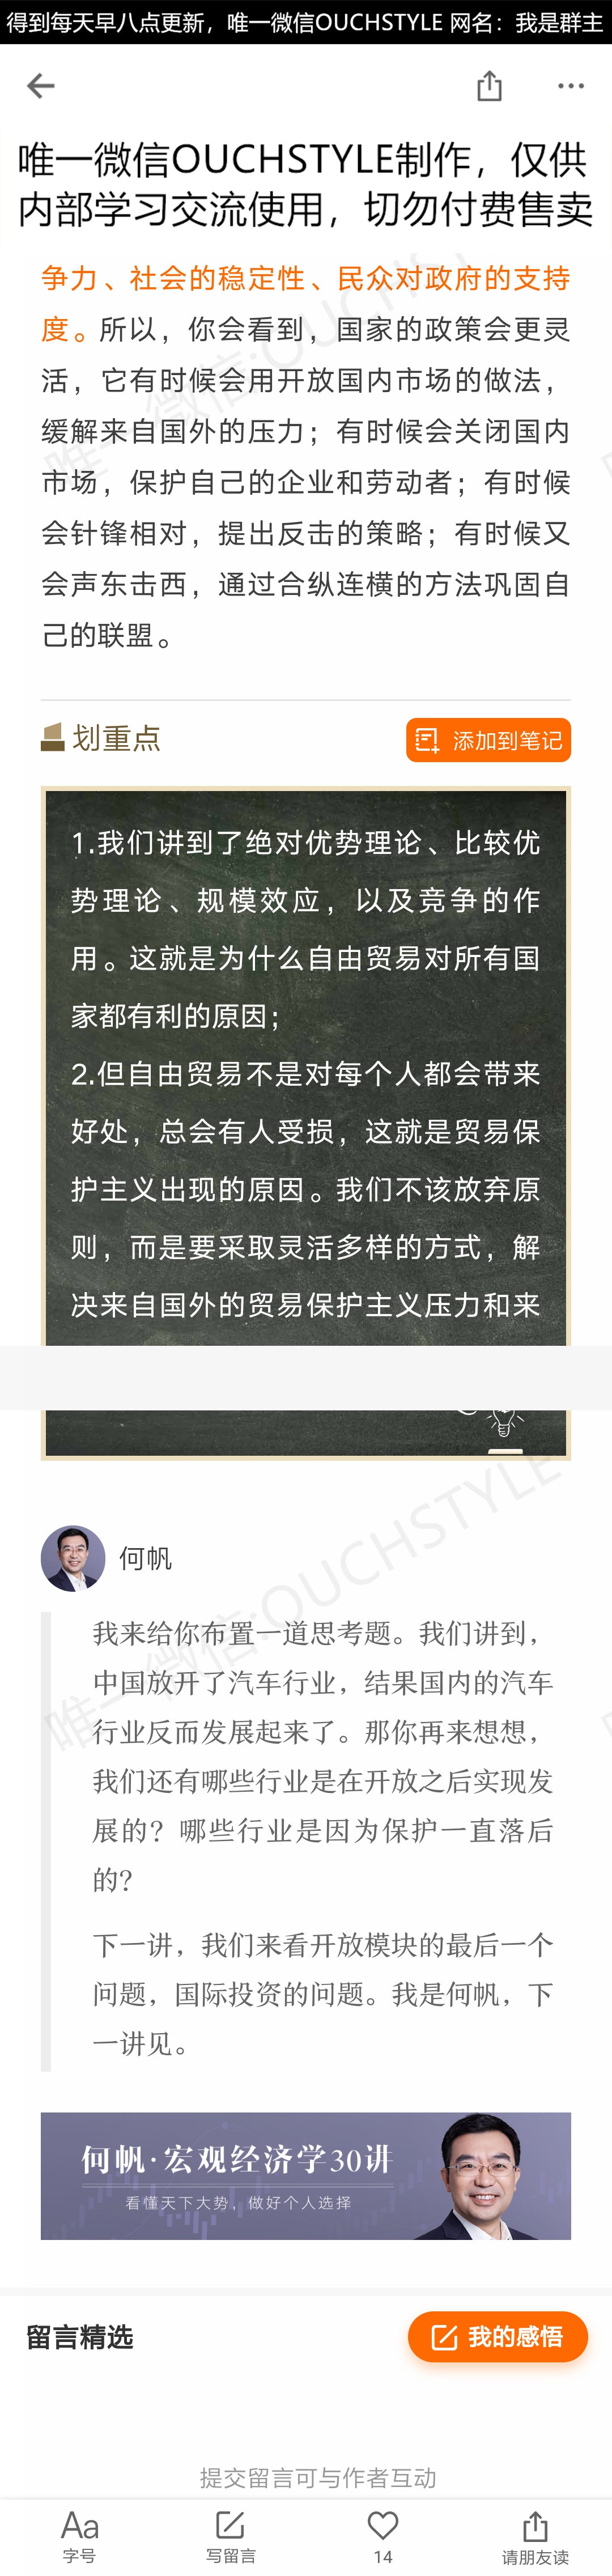 得到每天早八点更新，唯一微信OUCHSTYLE 网名：我是群主
唯一微信OUCHSTYLE制作，仅供
内部学习交流使用，切勿付费售卖
争力、社会的稳定性、民众对政府的支持
度。所以，你会看到，国家的政策会更灵
活，它有时候会用开放国内市场的做法，
缓解来自国外的压力；有时候会关闭国内
市场，保护自己的企业和劳动者；有时候
会针锋相对，提出反击的策略；有时候又
会声东击西，通过合纵连横的方法巩固自
己的联盟。
唯一微信:OUCHSTYLE
划重点
添加到笔记
1.我们讲到了绝对优势理论、比较优
势理论、规模效应，以及竞争的作
用。这就是为什么自由贸易对所有国
家都有利的原因；
2.但自由贸易不是对每个人都会带来
好处，总会有人受损，这就是贸易保
护主义出现的原因。我们不该放弃原
则，而是要采取灵活多样的方式，解
决来自国外的贸易保护主义压力和来
唯一微信:OUCHSTYLE
何帆
我来给你布置一道思考题。我们讲到，
中国放开了汽车行业，结果国内的汽车
行业反而发展起来了。那你再来想想，
我们还有哪些行业是在开放之后实现发
展的？哪些行业是因为保护一直落后
的？
下一讲，我们来看开放模块的最后一个
问题，国际投资的问题。我是何帆，下
一讲见。
何帆·宏观经济学30讲
看懂天下大势，做好个人选择
留言精选
我的感悟
提交留言可与作者互动
Aa
字号
写留言
14
请朋友读